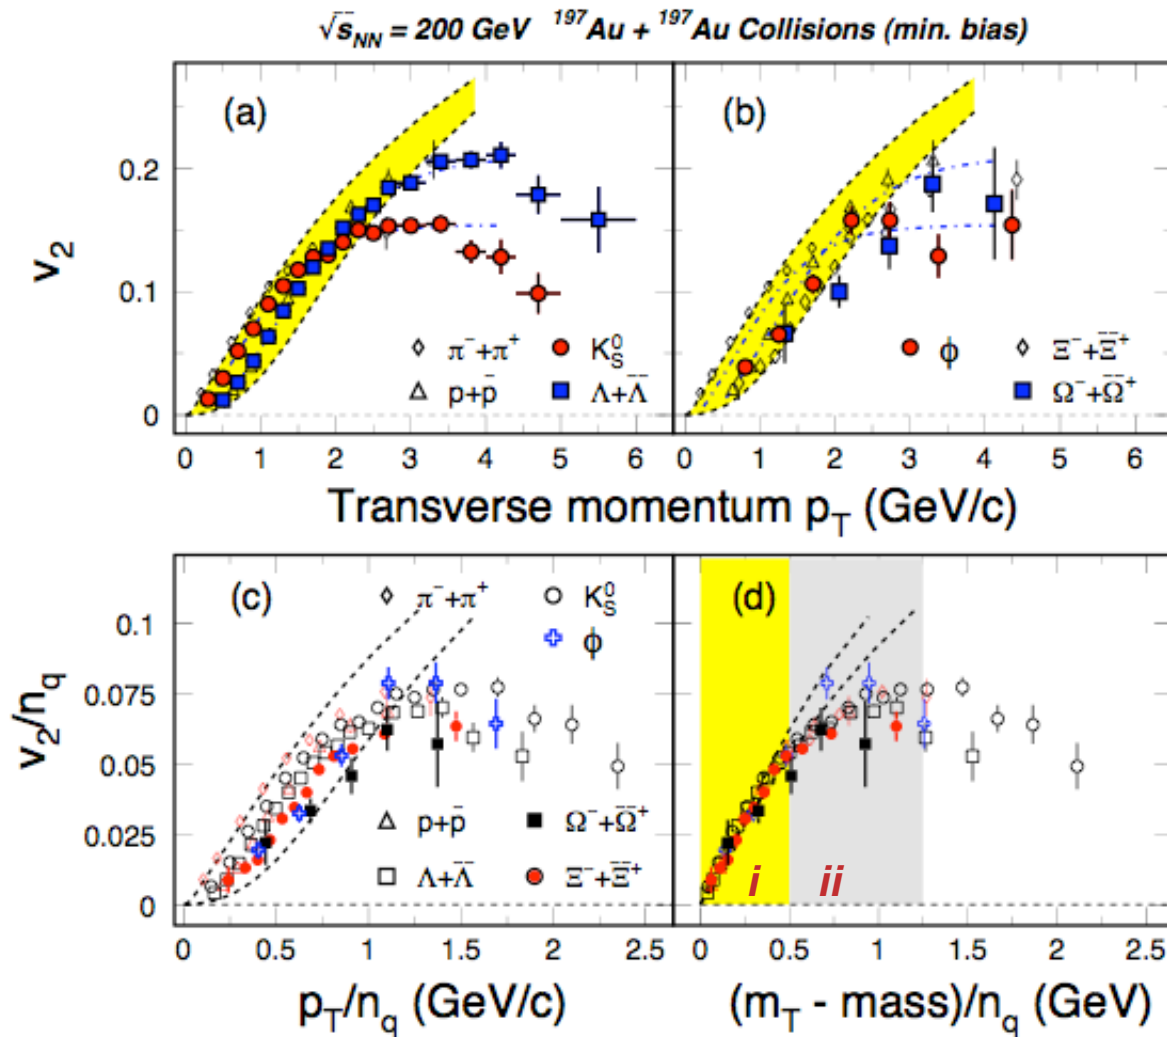 √s_NN = 200 GeV ¹⁹⁷Au + ¹⁹⁷Au Collisions (min. bias)
v₂
(a)
0.2
0.1
0
π⁻+π⁺
K⁰_S
p+p̄
Λ+Λ̄
0 1 2 3 4 5 6
(b)
ϕ
Ξ⁻+Ξ̄⁺
Ω⁻+Ω̄⁺
0 1 2 3 4 5 6
Transverse momentum p_T (GeV/c)
v₂/n_q
(c)
0.1
0.075
0.05
0.025
0
π⁻+π⁺
K⁰_S
ϕ
p+p̄
Ω⁻+Ω̄⁺
Λ+Λ̄
Ξ⁻+Ξ̄⁺
0 0.5 1 1.5 2 2.5
p_T/n_q (GeV/c)
(d)
i ii
0 0.5 1 1.5 2 2.5
(m_T - mass)/n_q (GeV)